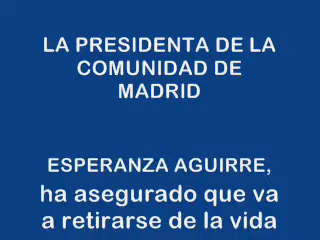 LA PRESIDENTA DE LA
COMUNIDAD DE
MADRID
ESPERANZA AGUIRRE,
ha asegurado que va
a retirarse de la vida